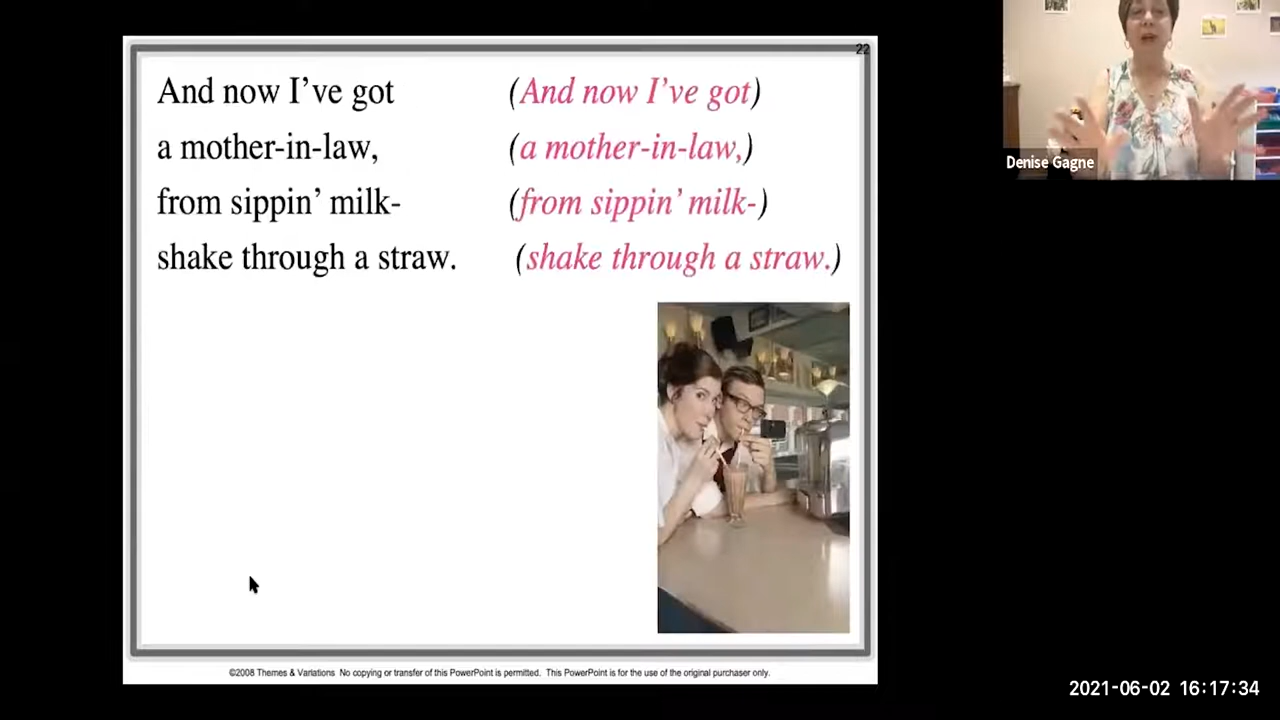 22
And now I've got (And now I've got)
a mother-in-law, (a mother-in-law,)
from sippin' milk- (from sippin' milk-)
shake through a straw. (shake through a straw.)
©2008 Themes & Variations No copying or transfer of this PowerPoint is permitted. This PowerPoint is for the use of the original purchaser only.
Denise Gagne
2021-06-02 16:17:34